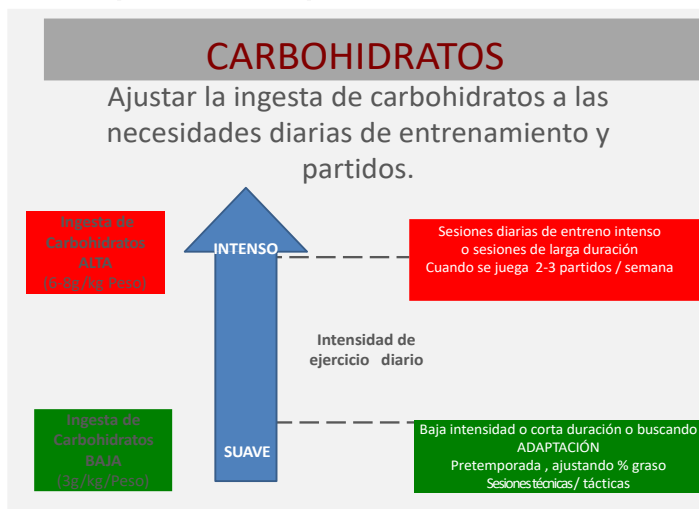 CARBOHIDRATOS
Ajustar la ingesta de carbohidratos a las
necesidades diarias de entrenamiento y
partidos.
Ingesta de
Carbohidratos
ALTA
(6-8g/kg Peso)
INTENSO
Sesiones diarias de entreno intenso
o sesiones de larga duración
Cuando se juega 2-3 partidos / semana
Intensidad de
ejercicio diario
Ingesta de
Carbohidratos
BAJA
(3g/kg/Peso)
SUAVE
Baja intensidad o corta duración o buscando
ADAPTACIÓN
Pretemporada , ajustando % graso
Sesiones técnicas/ tácticas